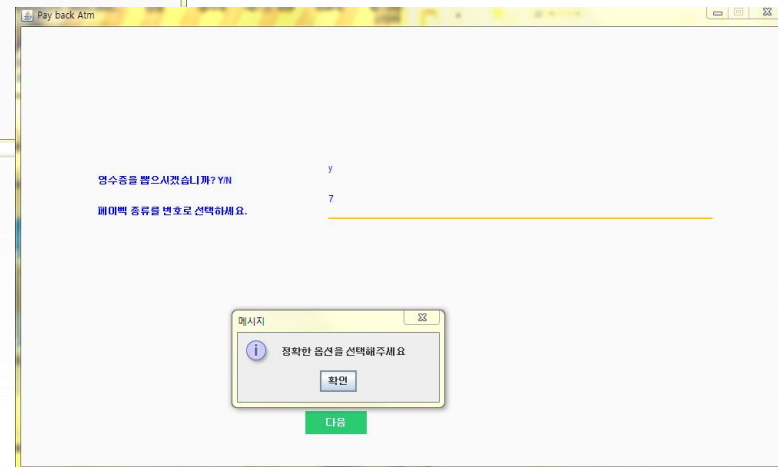 Pay back Atm
영수증을 뽑으시겠습니까? Y/N
y
페이백 종류를 번호로 선택하세요.
7
메시지
정확한 옵션을 선택해주세요
확인
다음